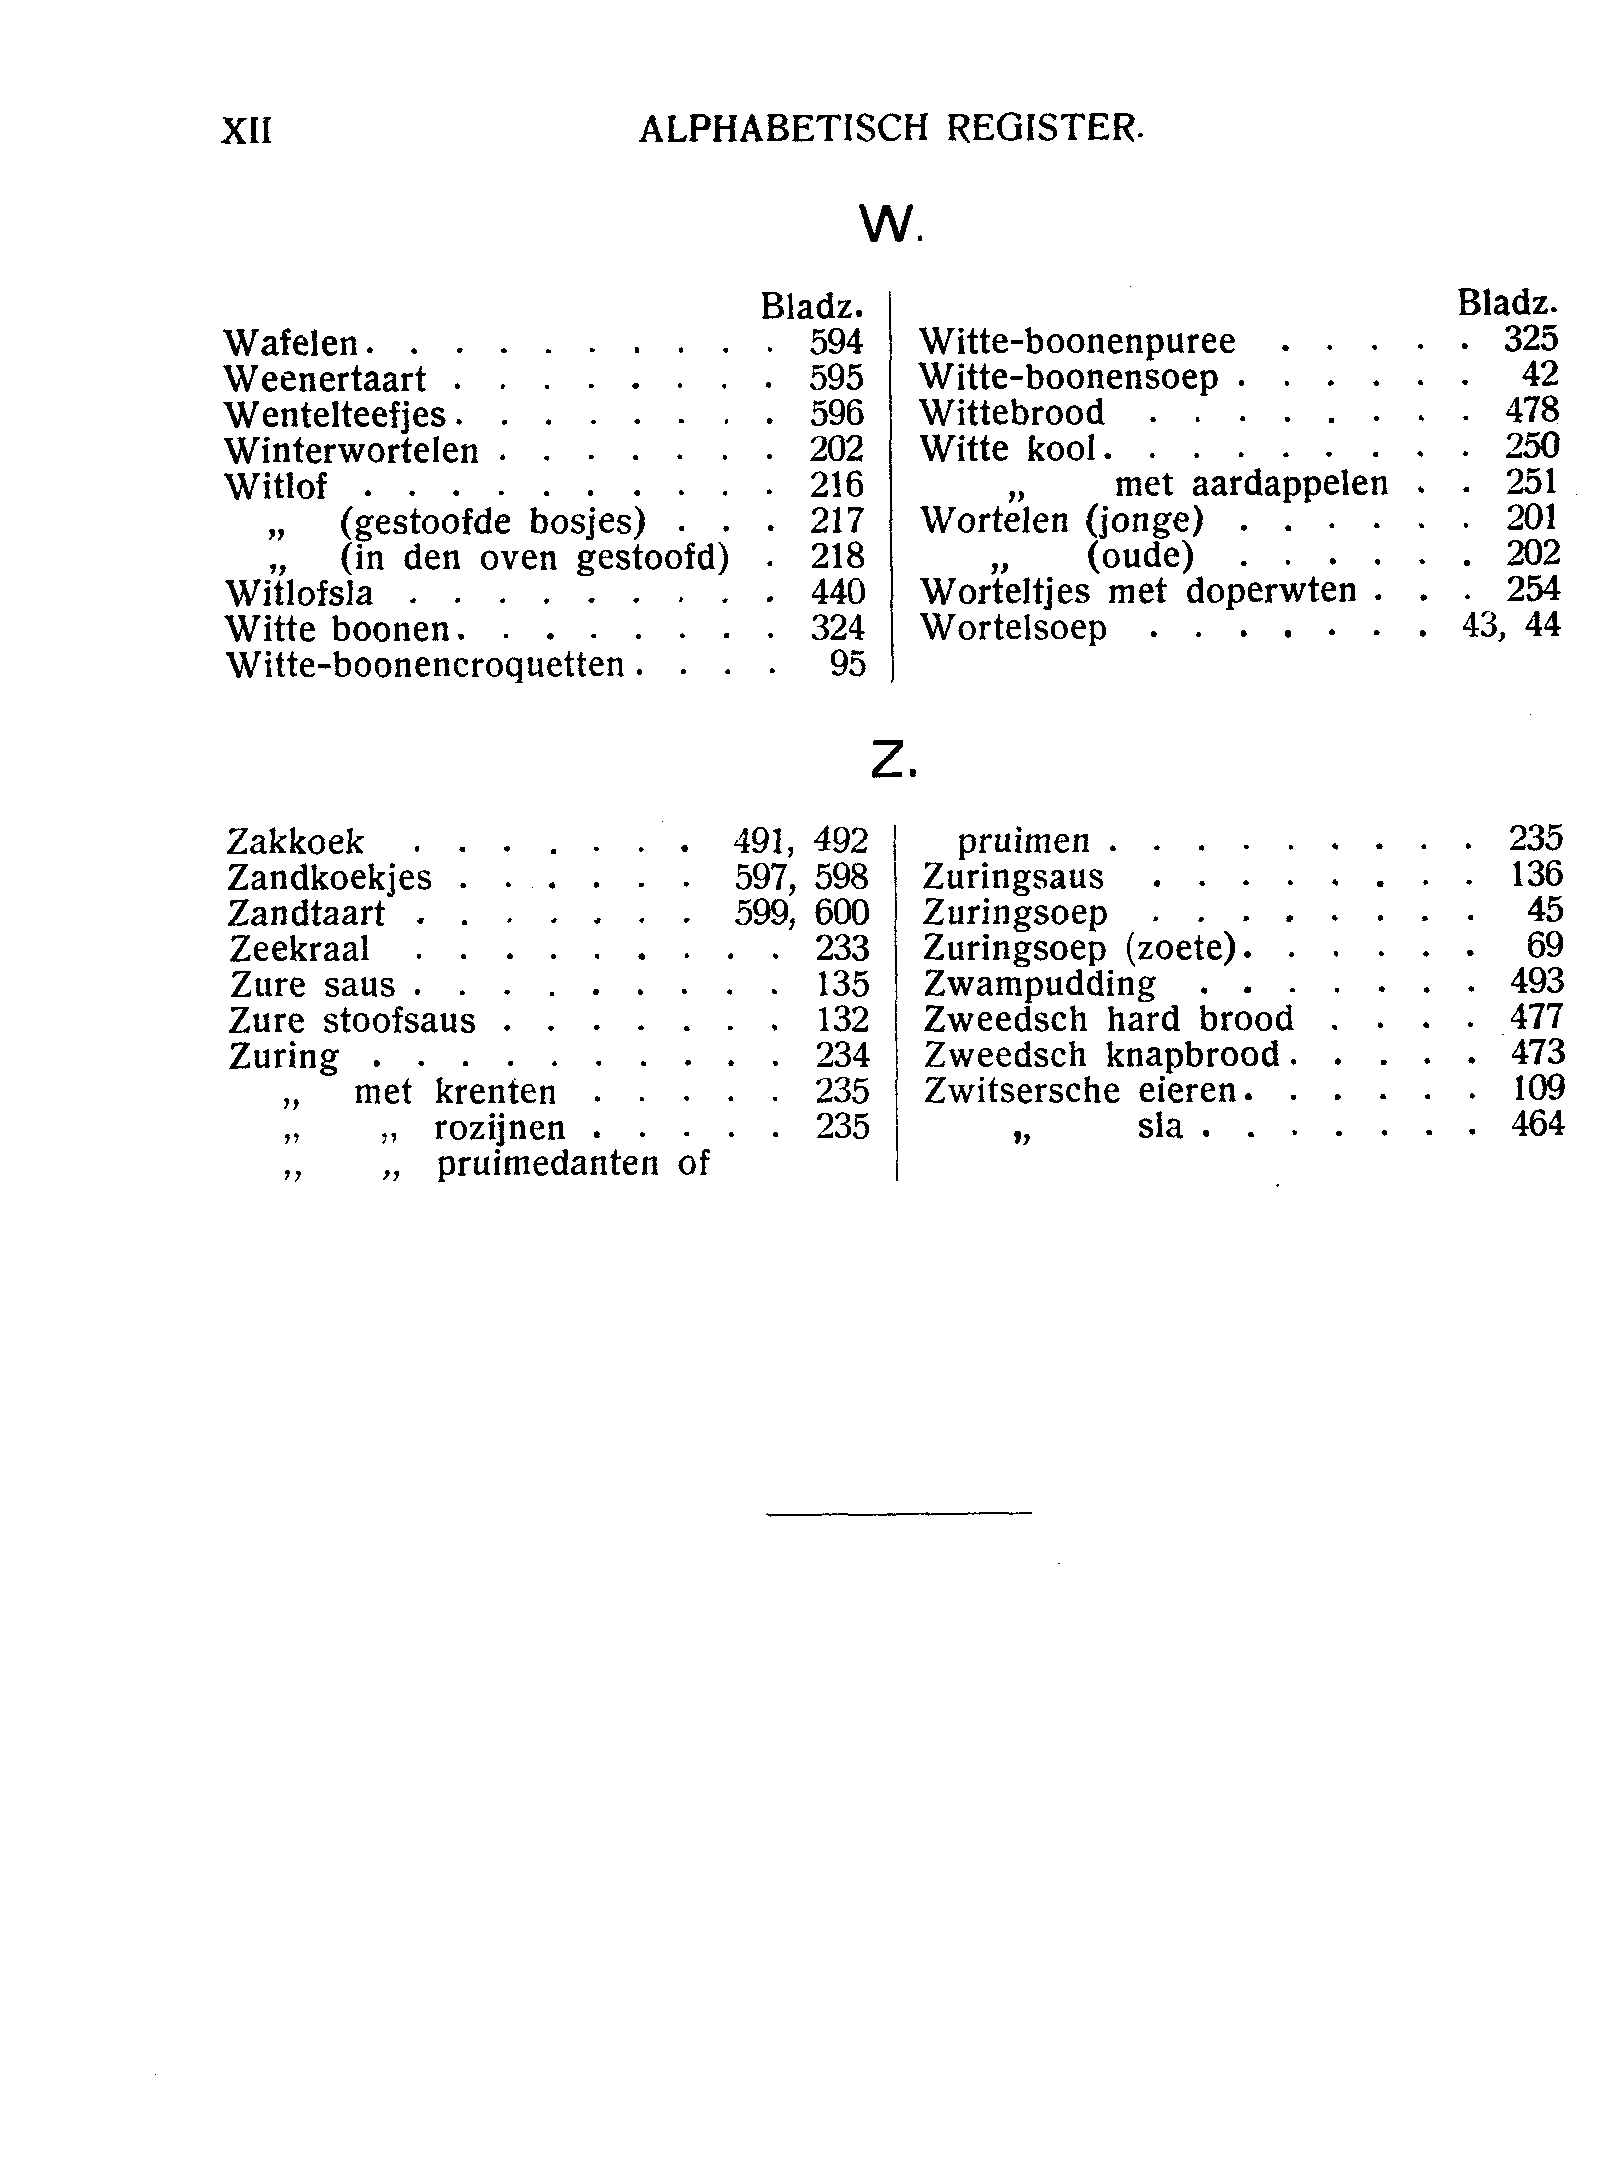 XII ALPHABETISCH REGISTER.
W.
Bladz.
Wafelen. . . . . . . . . . 594
Weenertaart . . . . . . . . 595
Wentelteefjes. . . . . . . . 596
Winterwortelen . . . . . . . 202
Witlof . . . . . . . . . . 216
„ (gestoofde bosjes) . . . 217
„ (in den oven gestoofd) . 218
Witlofsla . . . . . . . . . 440
Witte boonen. . . . . . . . 324
Witte-boonencroquetten . . . . 95
Bladz.
Witte-boonenpuree . . . . . 325
Witte-boonensoep . . . . . . 42
Wittebrood . . . . . . . . 478
Witte kool. . . . . . . . . 250
„ met aardappelen . . 251
Wortelen (jonge) . . . . . . 201
„ (oude) . . . . . . 202
Worteltjes met doperwten . . . 254
Wortelsoep . . . . . . . 43, 44
Z.
Zakkoek . . . . . . . 491, 492
Zandkoekjes . . . . . . 597, 598
Zandtaart . . . . . . . 599, 600
Zeekraal . . . . . . . . . 233
Zure saus . . . . . . . . . 135
Zure stoofsaus . . . . . . . 132
Zuring . . . . . . . . . . 234
„ met krenten . . . . . 235
„ „ rozijnen . . . . . 235
„ „ pruimedanten of
pruimen . . . . . . . . . 235
Zuringsaus . . . . . . . . 136
Zuringsoep . . . . . . . . 45
Zuringsoep (zoete). . . . . . 69
Zwampudding . . . . . . . 493
Zweedsch hard brood . . . . 477
Zweedsch knapbrood . . . . . 473
Zwitsersche eieren. . . . . . 109
„ sla . . . . . . . 464